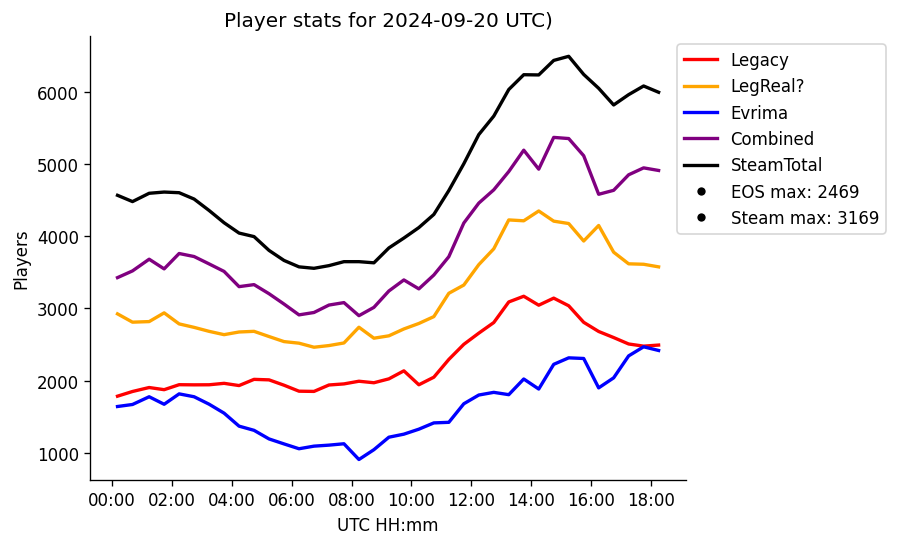 Player stats for 2024-09-20 UTC)
Legacy
LegReal?
Evrima
Combined
SteamTotal
EOS max: 2469
Steam max: 3169
Players
6000
5000
4000
3000
2000
1000
00:00 02:00 04:00 06:00 08:00 10:00 12:00 14:00 16:00 18:00
UTC HH:mm